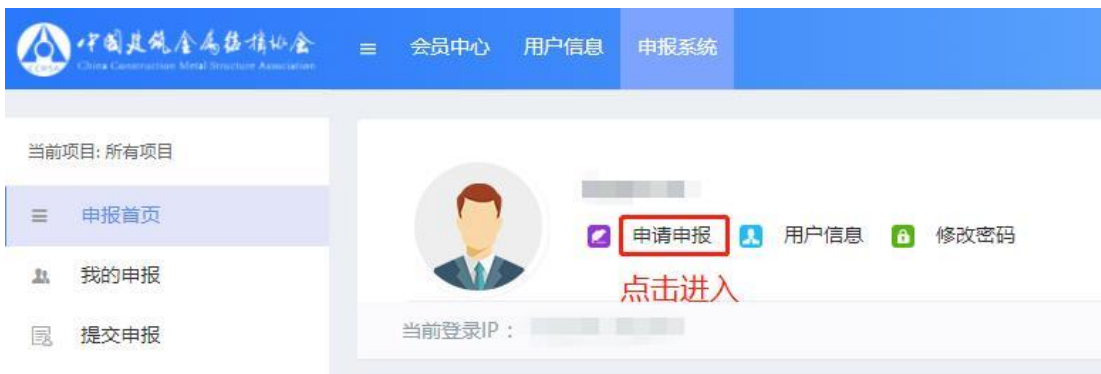 中国建筑金属结构协会
China Construction Metal Structure Association
会员中心 用户信息 申报系统
当前项目: 所有项目
申报首页
我的申报
提交申报
申请申报 用户信息 修改密码
点击进入
当前登录IP：